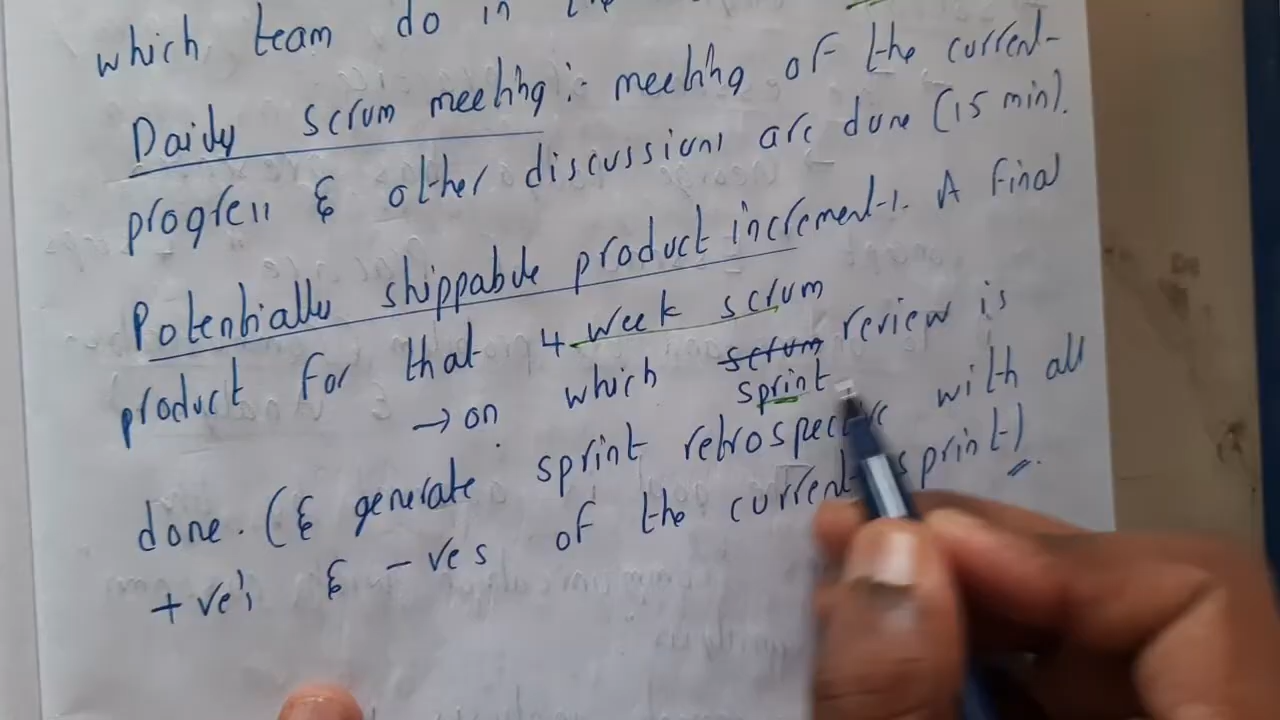 which team do in
Daily scrum meeting :- meeting of the current-
progress & other discussions are done (15 min).
Potentially shippable product increment :- A final
product for that 4 week scrum
→ on which scrum review is
sprint
done. (& generate sprint retrospective with all
+ve's & -ves of the current sprint)